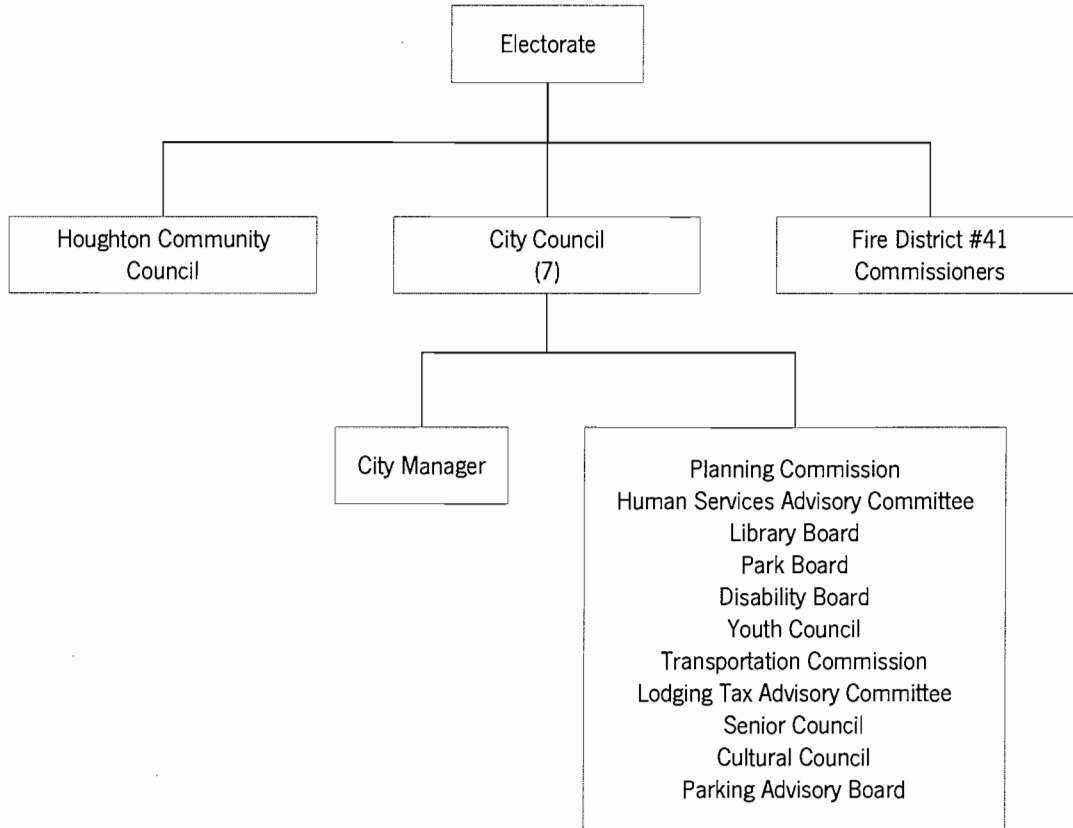 Electorate
Houghton Community
Council
City Council
(7)
Fire District #41
Commissioners
City Manager
Planning Commission
Human Services Advisory Committee
Library Board
Park Board
Disability Board
Youth Council
Transportation Commission
Lodging Tax Advisory Committee
Senior Council
Cultural Council
Parking Advisory Board